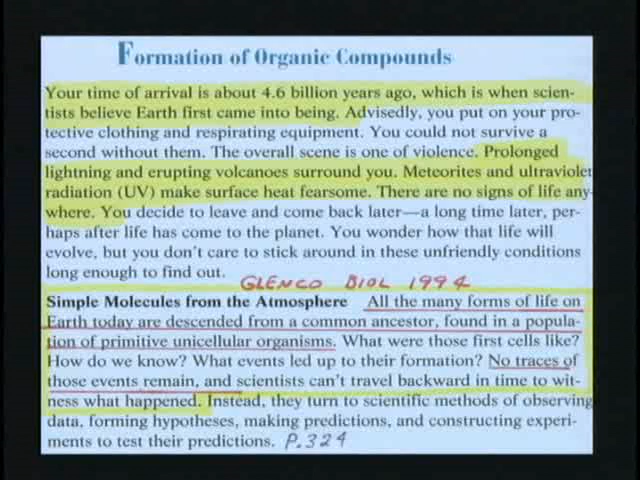 Formation of Organic Compounds
Your time of arrival is about 4.6 billion years ago, which is when scien-
tists believe Earth first came into being. Advisedly, you put on your pro-
tective clothing and respirating equipment. You could not survive a
second without them. The overall scene is one of violence. Prolonged
lightning and erupting volcanoes surround you. Meteorites and ultraviolet
radiation (UV) make surface heat fearsome. There are no signs of life any-
where. You decide to leave and come back later—a long time later, per-
haps after life has come to the planet. You wonder how that life will
evolve, but you don't care to stick around in these unfriendly conditions
long enough to find out.
GLENCO BIOL 1994
Simple Molecules from the Atmosphere All the many forms of life on
Earth today are descended from a common ancestor, found in a popula-
tion of primitive unicellular organisms. What were those first cells like?
How do we know? What events led up to their formation? No traces of
those events remain, and scientists can't travel backward in time to wit-
ness what happened. Instead, they turn to scientific methods of observing
data, forming hypotheses, making predictions, and constructing experi-
ments to test their predictions. P.324